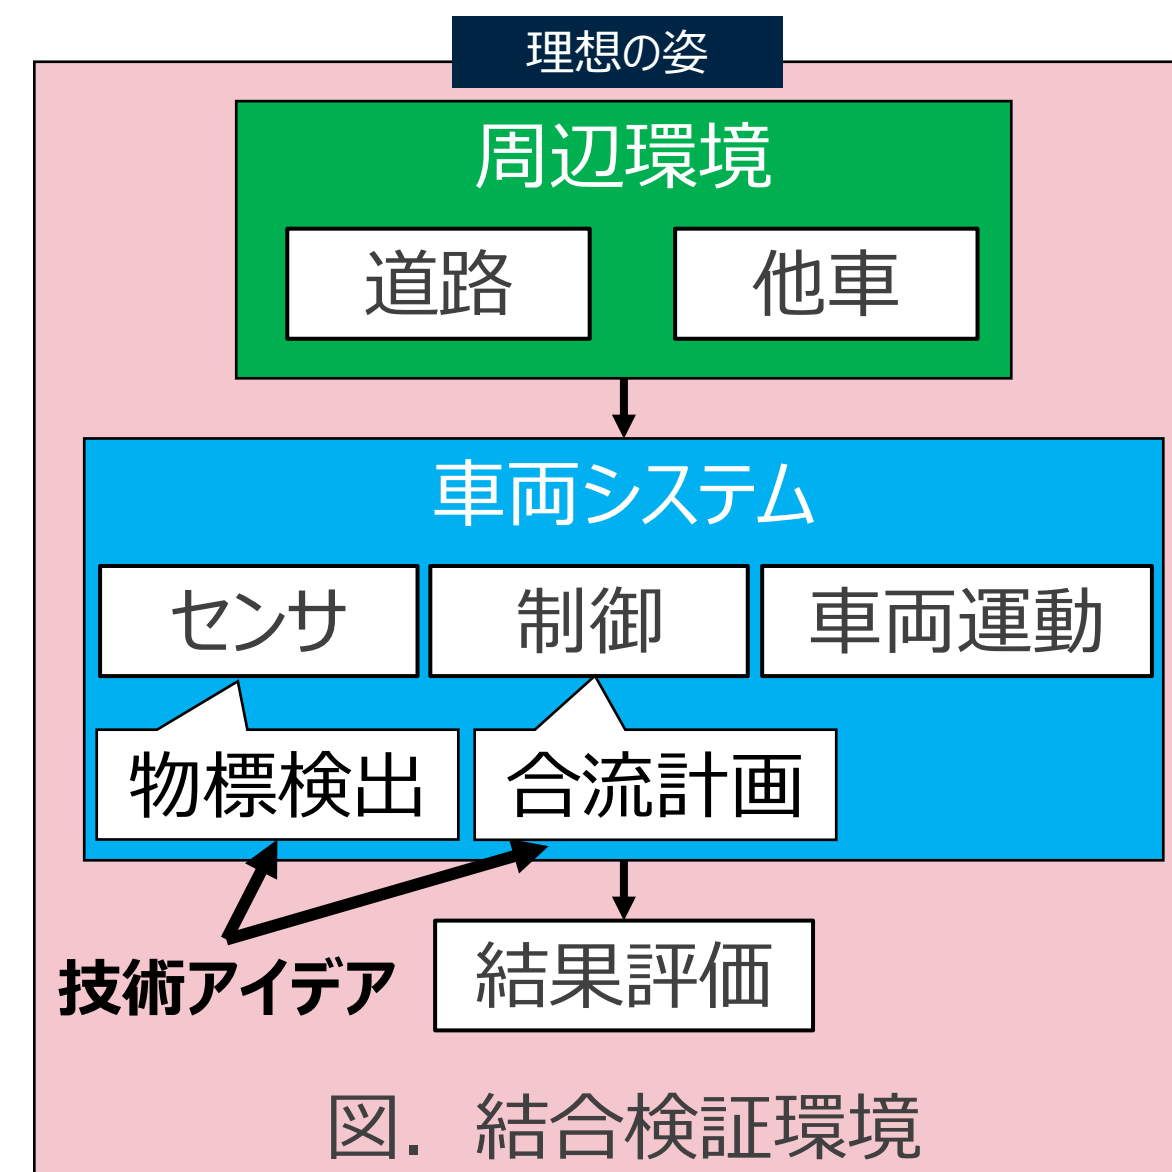 理想の姿
周辺環境
道路
他車
車両システム
センサ
制御
車両運動
物標検出
合流計画
技術アイデア
結果評価
図．結合検証環境